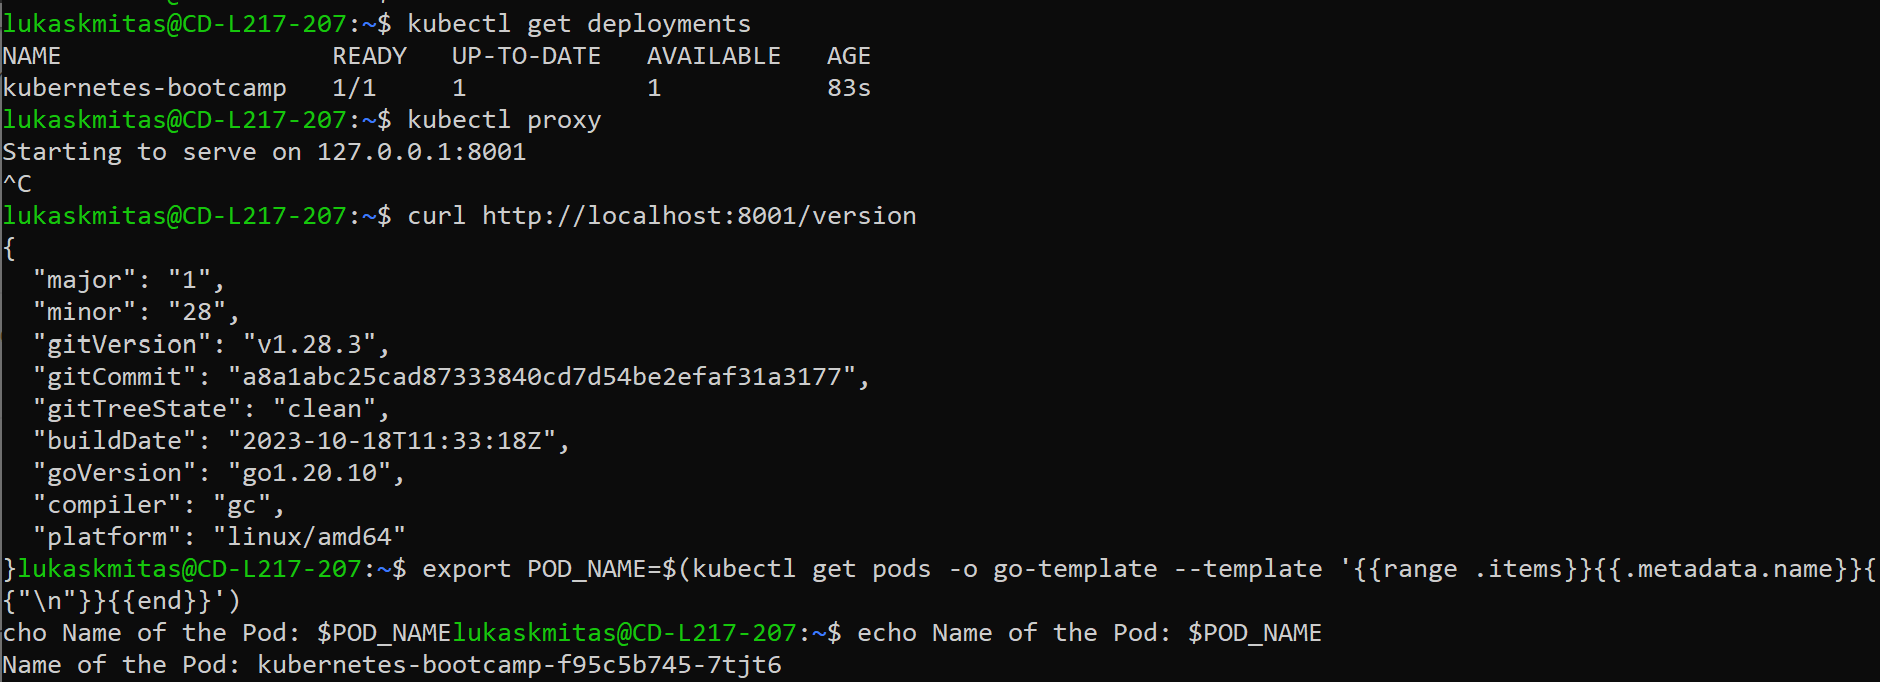 lukaskmitas@CD-L217-207:~$ kubectl get deployments
NAME                  READY   UP-TO-DATE   AVAILABLE   AGE
kubernetes-bootcamp   1/1     1            1           83s
lukaskmitas@CD-L217-207:~$ kubectl proxy
Starting to serve on 127.0.0.1:8001
^C
lukaskmitas@CD-L217-207:~$ curl http://localhost:8001/version
{
  "major": "1",
  "minor": "28",
  "gitVersion": "v1.28.3",
  "gitCommit": "a8a1abc25cad87333840cd7d54be2efaf31a3177",
  "gitTreeState": "clean",
  "buildDate": "2023-10-18T11:33:18Z",
  "goVersion": "go1.20.10",
  "compiler": "gc",
  "platform": "linux/amd64"
}lukaskmitas@CD-L217-207:~$ export POD_NAME=$(kubectl get pods -o go-template --template '{{range .items}}{{.metadata.name}}{
{"\n"}}{{end}}')
cho Name of the Pod: $POD_NAMElukaskmitas@CD-L217-207:~$ echo Name of the Pod: $POD_NAME
Name of the Pod: kubernetes-bootcamp-f95c5b745-7tjt6